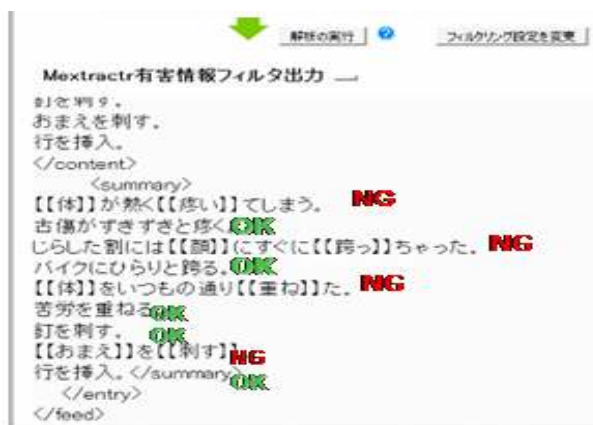 解析の実行 フィルタリング設定を変更
Mextractr有害情報フィルタ出力
釘を刺す。
おまえを刺す。
行を挿入。
</content>
<summary>
【【体】】が熱く【【疼い】】てしまう。 NG
古傷がずきずきと疼く OK
じらした割には【【顔】】にすぐに【【跨っ】】ちゃった。 NG
バイクにひらりと跨る。OK
【【体】】をいつもの通り【【重ね】】た。 NG
苦労を重ねる OK
釘を刺す。 OK
【【おまえ】】を【【刺す】】 NG
行を挿入。</summary> OK
</entry>
</feed>